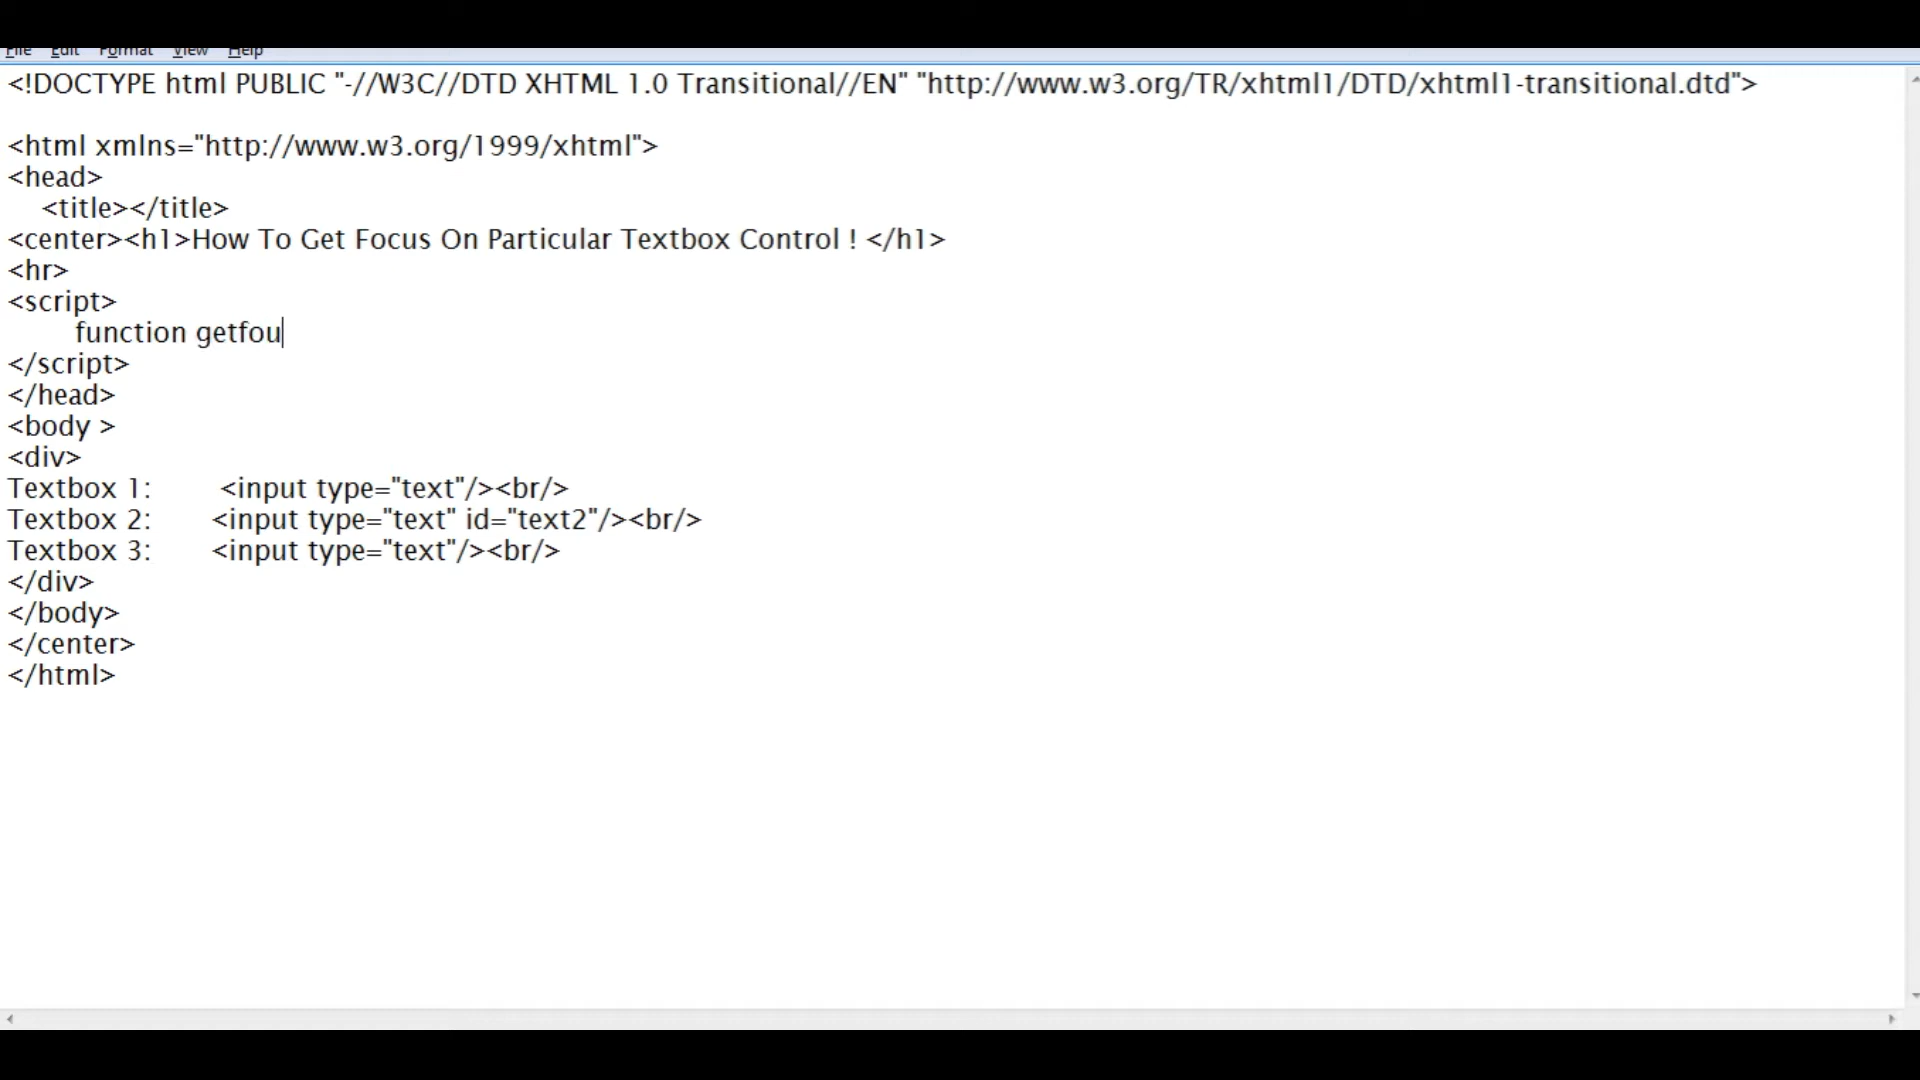 File Edit Format View Help
<!DOCTYPE html PUBLIC "-//W3C//DTD XHTML 1.0 Transitional//EN" "http://www.w3.org/TR/xhtml1/DTD/xhtml1-transitional.dtd">
<html xmlns="http://www.w3.org/1999/xhtml">
<head>
<title></title>
<center><h1>How To Get Focus On Particular Textbox Control ! </h1>
<hr>
<script>
function getfou
</script>
</head>
<body >
<div>
Textbox 1: <input type="text"/><br/>
Textbox 2: <input type="text" id="text2"/><br/>
Textbox 3: <input type="text"/><br/>
</div>
</body>
</center>
</html>